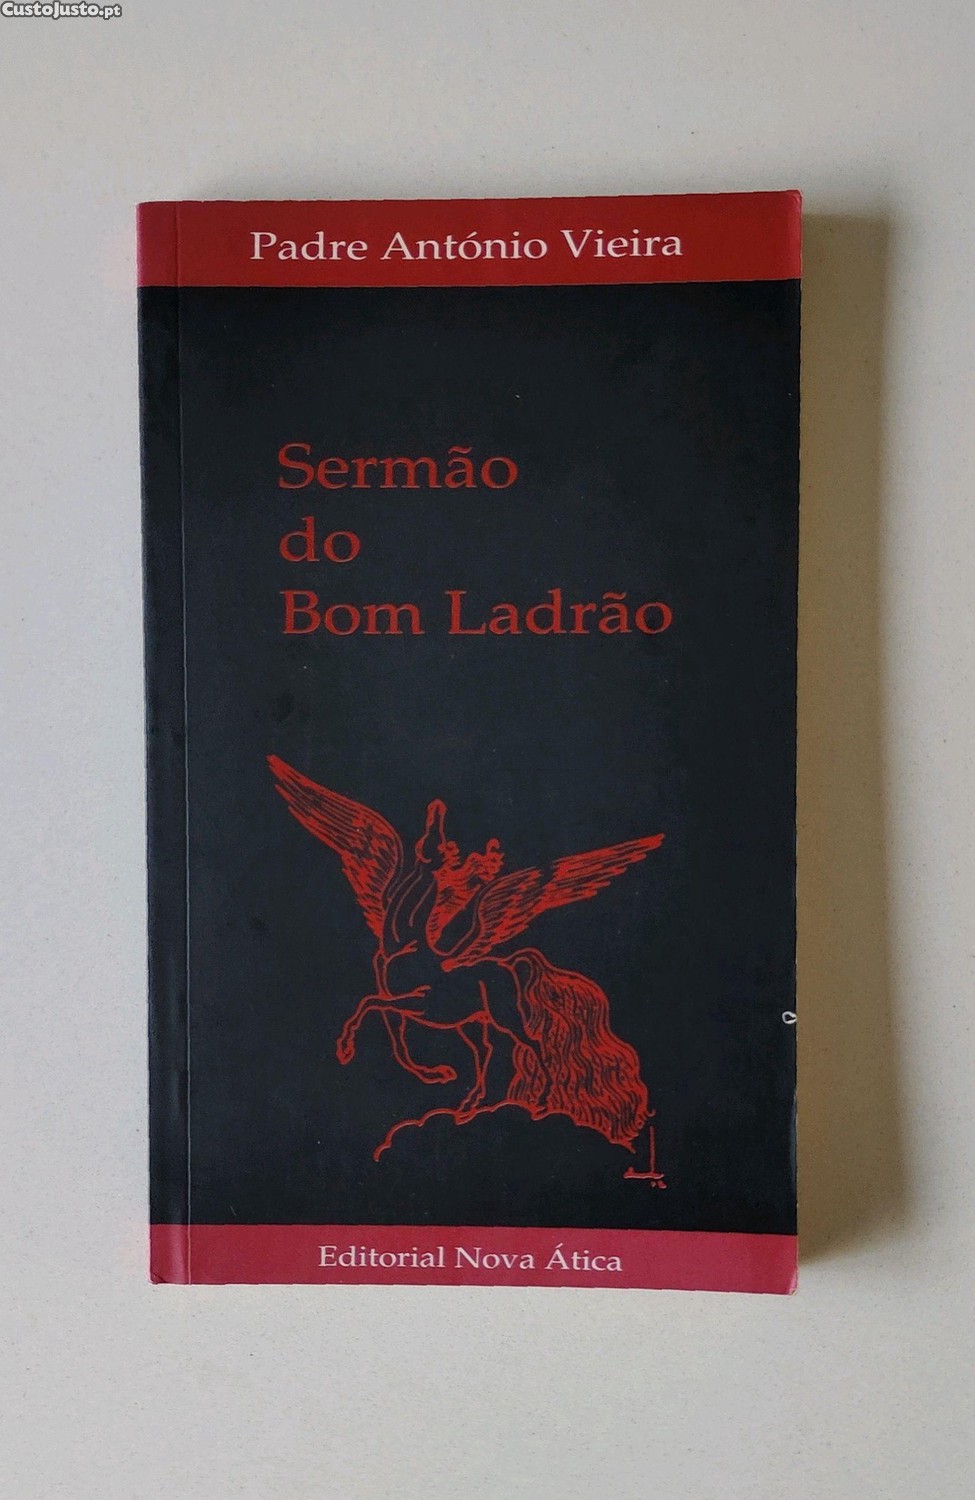 CustoJusto.pt
Padre António Vieira
Sermão
do
Bom Ladrão
Editorial Nova Ática